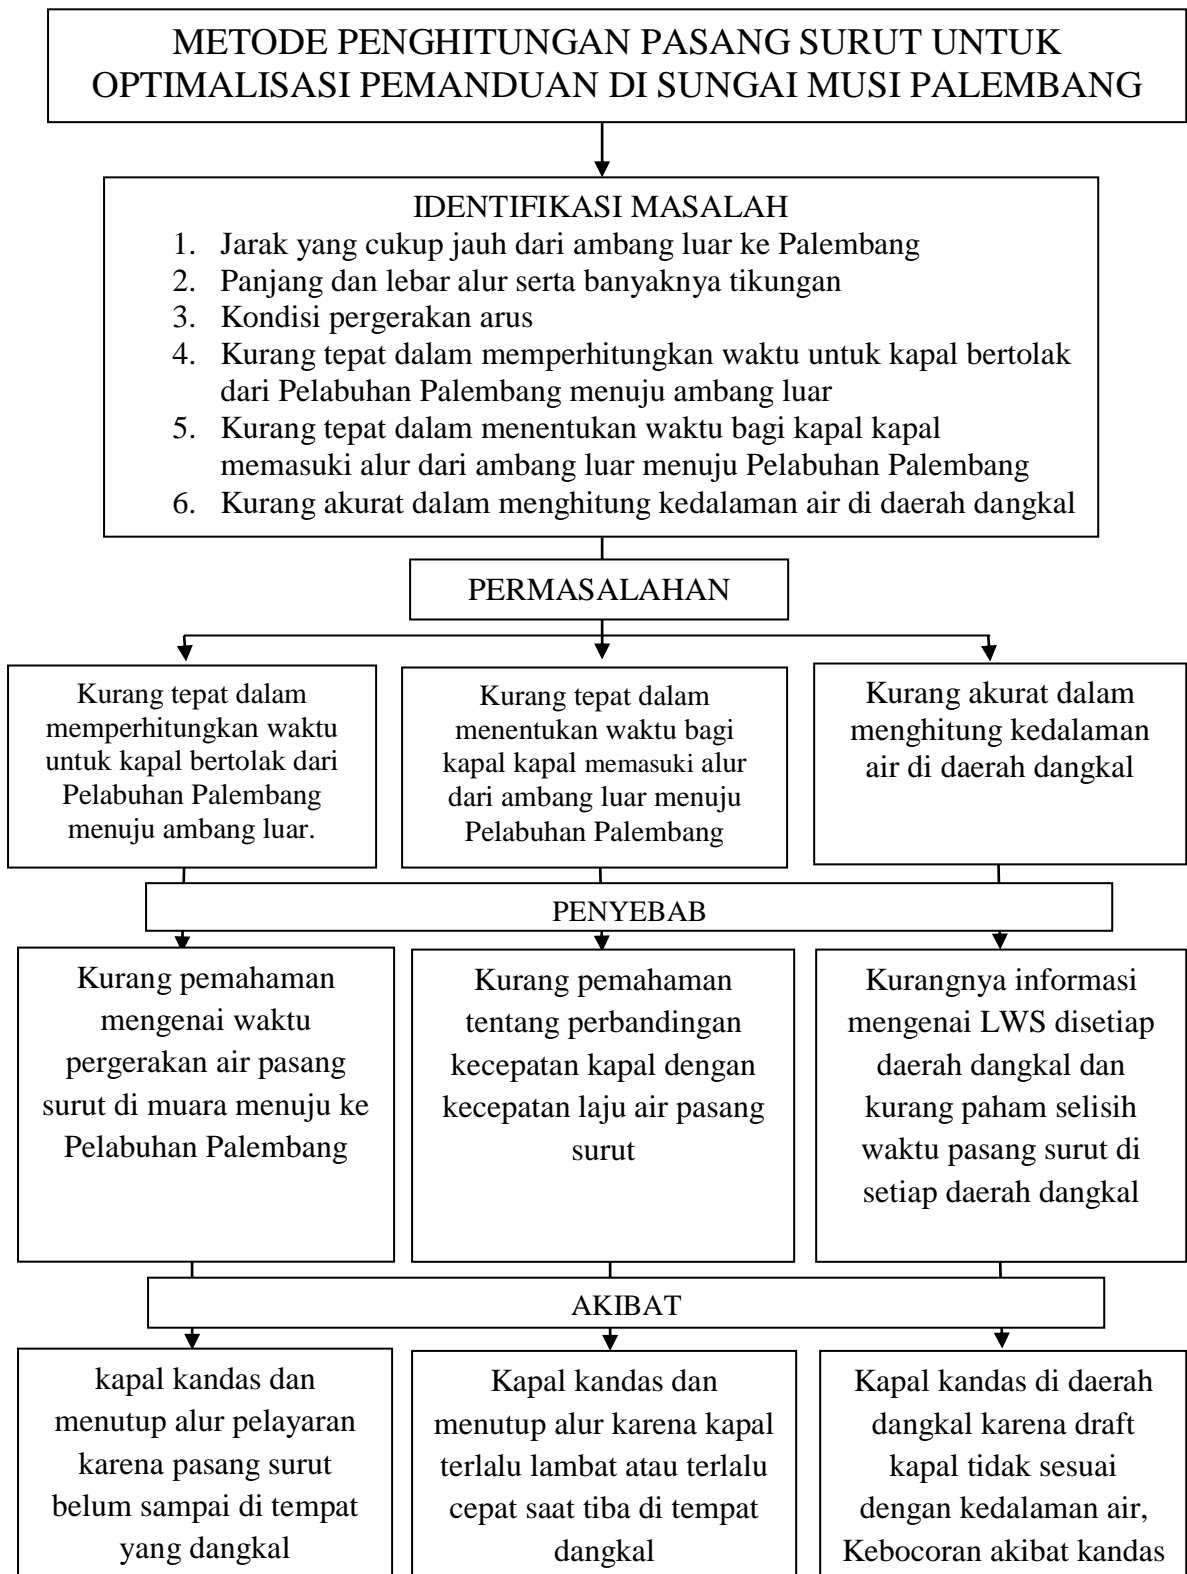 METODE PENGHITUNGAN PASANG SURUT UNTUK
OPTIMALISASI PEMANDUAN DI SUNGAI MUSI PALEMBANG
IDENTIFIKASI MASALAH
1. Jarak yang cukup jauh dari ambang luar ke Palembang
2. Panjang dan lebar alur serta banyaknya tikungan
3. Kondisi pergerakan arus
4. Kurang tepat dalam memperhitungkan waktu untuk kapal bertolak
dari Pelabuhan Palembang menuju ambang luar
5. Kurang tepat dalam menentukan waktu bagi kapal kapal
memasuki alur dari ambang luar menuju Pelabuhan Palembang
6. Kurang akurat dalam menghitung kedalaman air di daerah dangkal
PERMASALAHAN
Kurang tepat dalam
memperhitungkan waktu
untuk kapal bertolak dari
Pelabuhan Palembang
menuju ambang luar.
Kurang tepat dalam
menentukan waktu bagi
kapal kapal memasuki alur
dari ambang luar menuju
Pelabuhan Palembang
Kurang akurat dalam
menghitung kedalaman
air di daerah dangkal
PENYEBAB
Kurang pemahaman
mengenai waktu
pergerakan air pasang
surut di muara menuju ke
Pelabuhan Palembang
Kurang pemahaman
tentang perbandingan
kecepatan kapal dengan
kecepatan laju air pasang
surut
Kurangnya informasi
mengenai LWS disetiap
daerah dangkal dan
kurang paham selisih
waktu pasang surut di
setiap daerah dangkal
AKIBAT
kapal kandas dan
menutup alur pelayaran
karena pasang surut
belum sampai di tempat
yang dangkal
Kapal kandas dan
menutup alur karena kapal
terlalu lambat atau terlalu
cepat saat tiba di tempat
dangkal
Kapal kandas di daerah
dangkal karena draft
kapal tidak sesuai
dengan kedalaman air,
Kebocoran akibat kandas